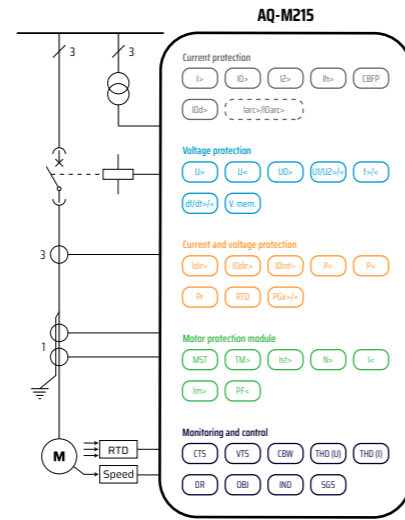 AQ-M215
3
3
Current protection
I> I0> I2> Ih> CBFP
I0d> Iarc>/I0arc>
Voltage protection
U> U< U0> U1/U2>/< f>/<
df/dt>/< V. mem.
Current and voltage protection
3
Idir> I0dir> I0int> P> P<
Pr RTD PGx>/<
Motor protection module
1
MST TM> Ist> N> I<
Im> PF<
Monitoring and control
M
RTD
Speed
CTS VTS CBW THD (U) THD (I)
DR OBJ IND SGS